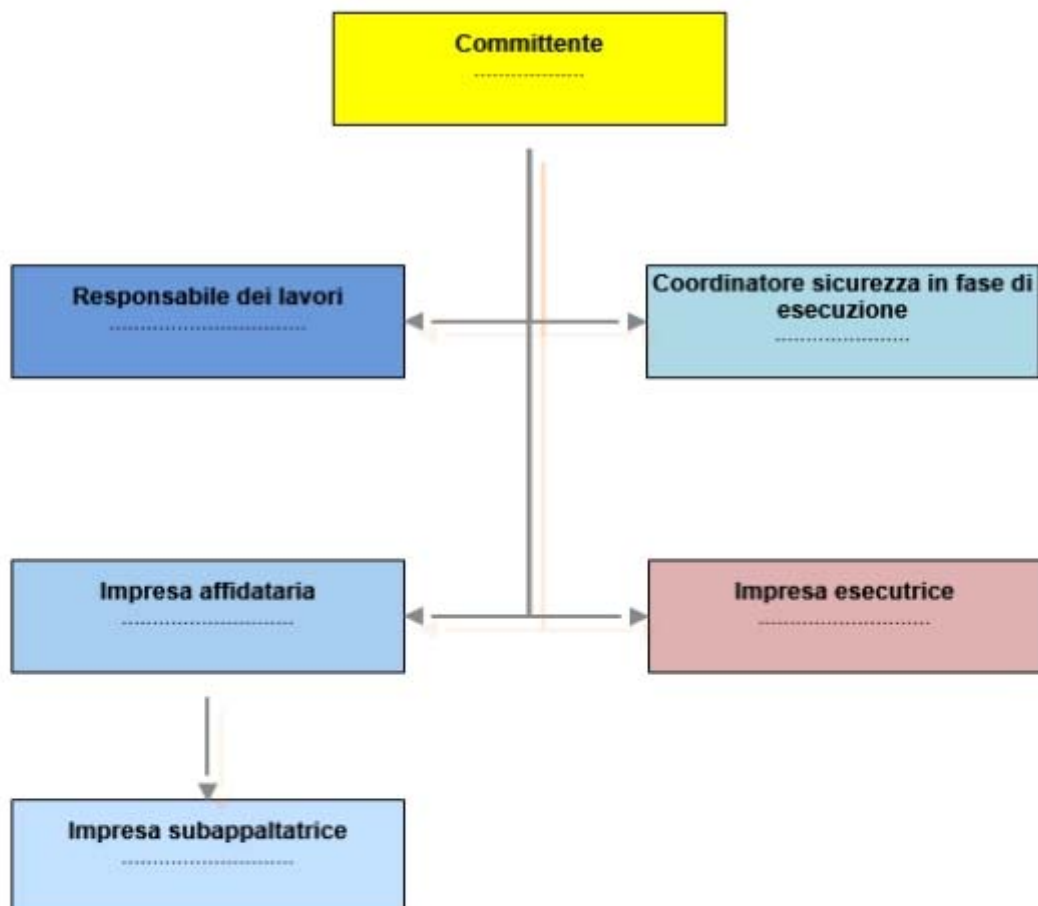 Committente
..................
Responsabile dei lavori
................................
Coordinatore sicurezza in fase di
esecuzione
......................
Impresa affidataria
............................
Impresa esecutrice
............................
Impresa subappaltatrice
............................